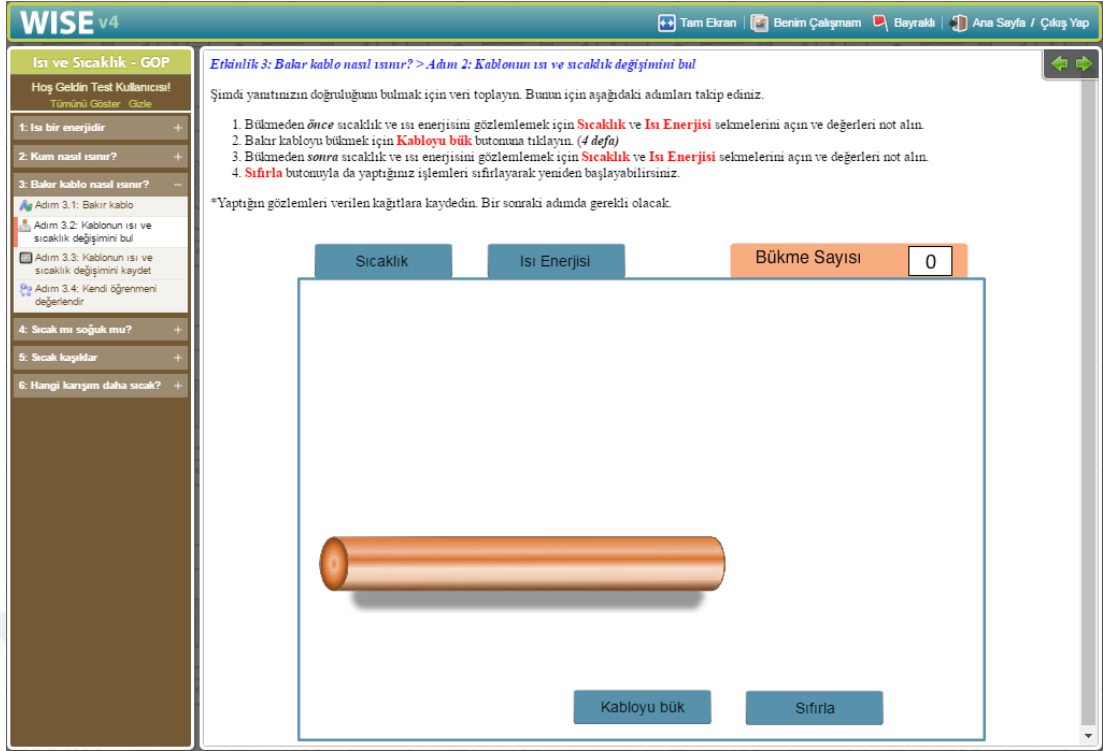 WISE v4
Tam Ekran | Benim Çalışmam Bayraklı | Ana Sayfa / Çıkış Yap
Isı ve Sıcaklık - GOP
Hoş Geldin Test Kullanıcısı!
Tümünü Göster Gizle
1: Isı bir enerjidir +
2: Kum nasıl ısınır? +
3: Bakır kablo nasıl ısınır? –
Adım 3.1: Bakır kablo
Adım 3.2: Kablonun ısı ve
sıcaklık değişimini bul
Adım 3.3: Kablonun ısı ve
sıcaklık değişimini kaydet
Adım 3.4: Kendi öğrenmeni
değerlendir
4: Sıcak mı soğuk mu? +
5: Sıcak kaşıklar +
6: Hangi karışım daha sıcak? +
Etkinlik 3: Bakır kablo nasıl ısınır? > Adım 2: Kablonun ısı ve sıcaklık değişimini bul
Şimdi yanıtınızın doğruluğunu bulmak için veri toplayın. Bunun için aşağıdaki adımları takip ediniz.
1. Bükmeden önce sıcaklık ve ısı enerjisini gözlemlemek için Sıcaklık ve Isı Enerjisi sekmelerini açın ve değerleri not alın.
2. Bakır kabloyu bükmek için Kabloyu bük butonuna tıklayın. (4 defa)
3. Bükmeden sonra sıcaklık ve ısı enerjisini gözlemlemek için Sıcaklık ve Isı Enerjisi sekmelerini açın ve değerleri not alın.
4. Sıfırla butonuyla da yaptığınız işlemleri sıfırlayarak yeniden başlayabilirsiniz.
*Yaptığın gözlemleri verilen kağıtlara kaydedin. Bir sonraki adımda gerekli olacak.
Sıcaklık
Isı Enerjisi
Bükme Sayısı 0
Kabloyu bük
Sıfırla